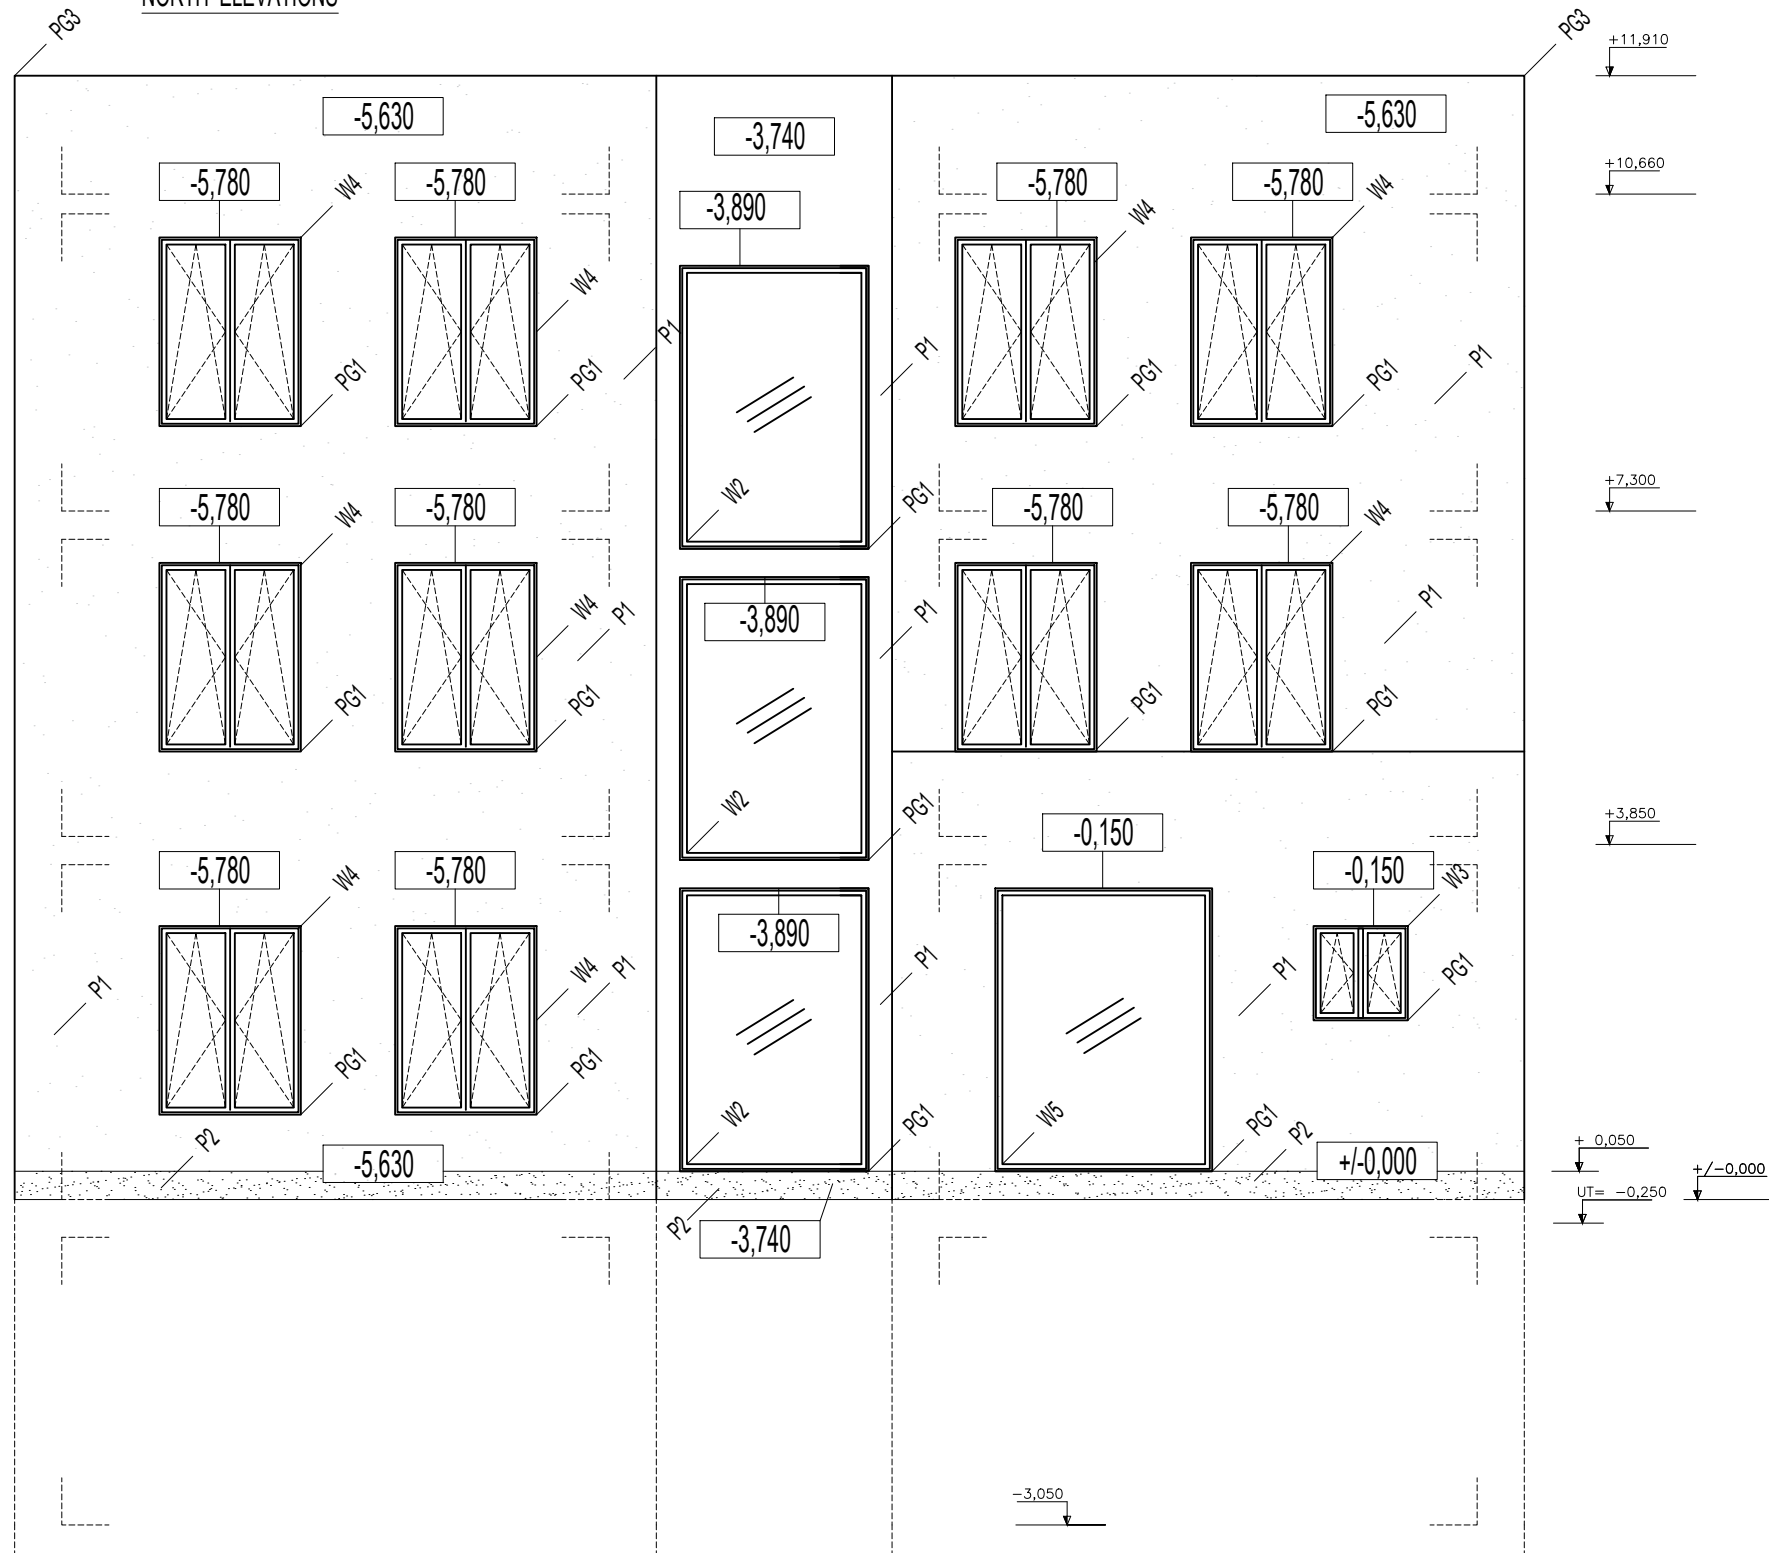 NORTH ELEVATIONS
PG3
PG3
+11,910
-5,630
-3,740
-5,630
+10,660
-5,780
-5,780
W4
-3,890
-5,780
-5,780
W4
W4
W4
P1
P1
PG1
PG1
PG1
PG1
P1
W2
PG1
+7,300
-5,780
-5,780
W4
-5,780
-5,780
W4
W4
P1
-3,890
P1
P1
PG1
PG1
PG1
PG1
W2
PG1
+3,850
-0,150
-5,780
-5,780
W4
-0,150
W3
-3,890
P1
W4
P1
P1
P1
PG1
PG1
PG1
W2
PG1
W5
PG1
P2
P2
-5,630
+/-0,000
+ 0,050
+/-0,000
UT= -0,250
P2
-3,740
-3,050